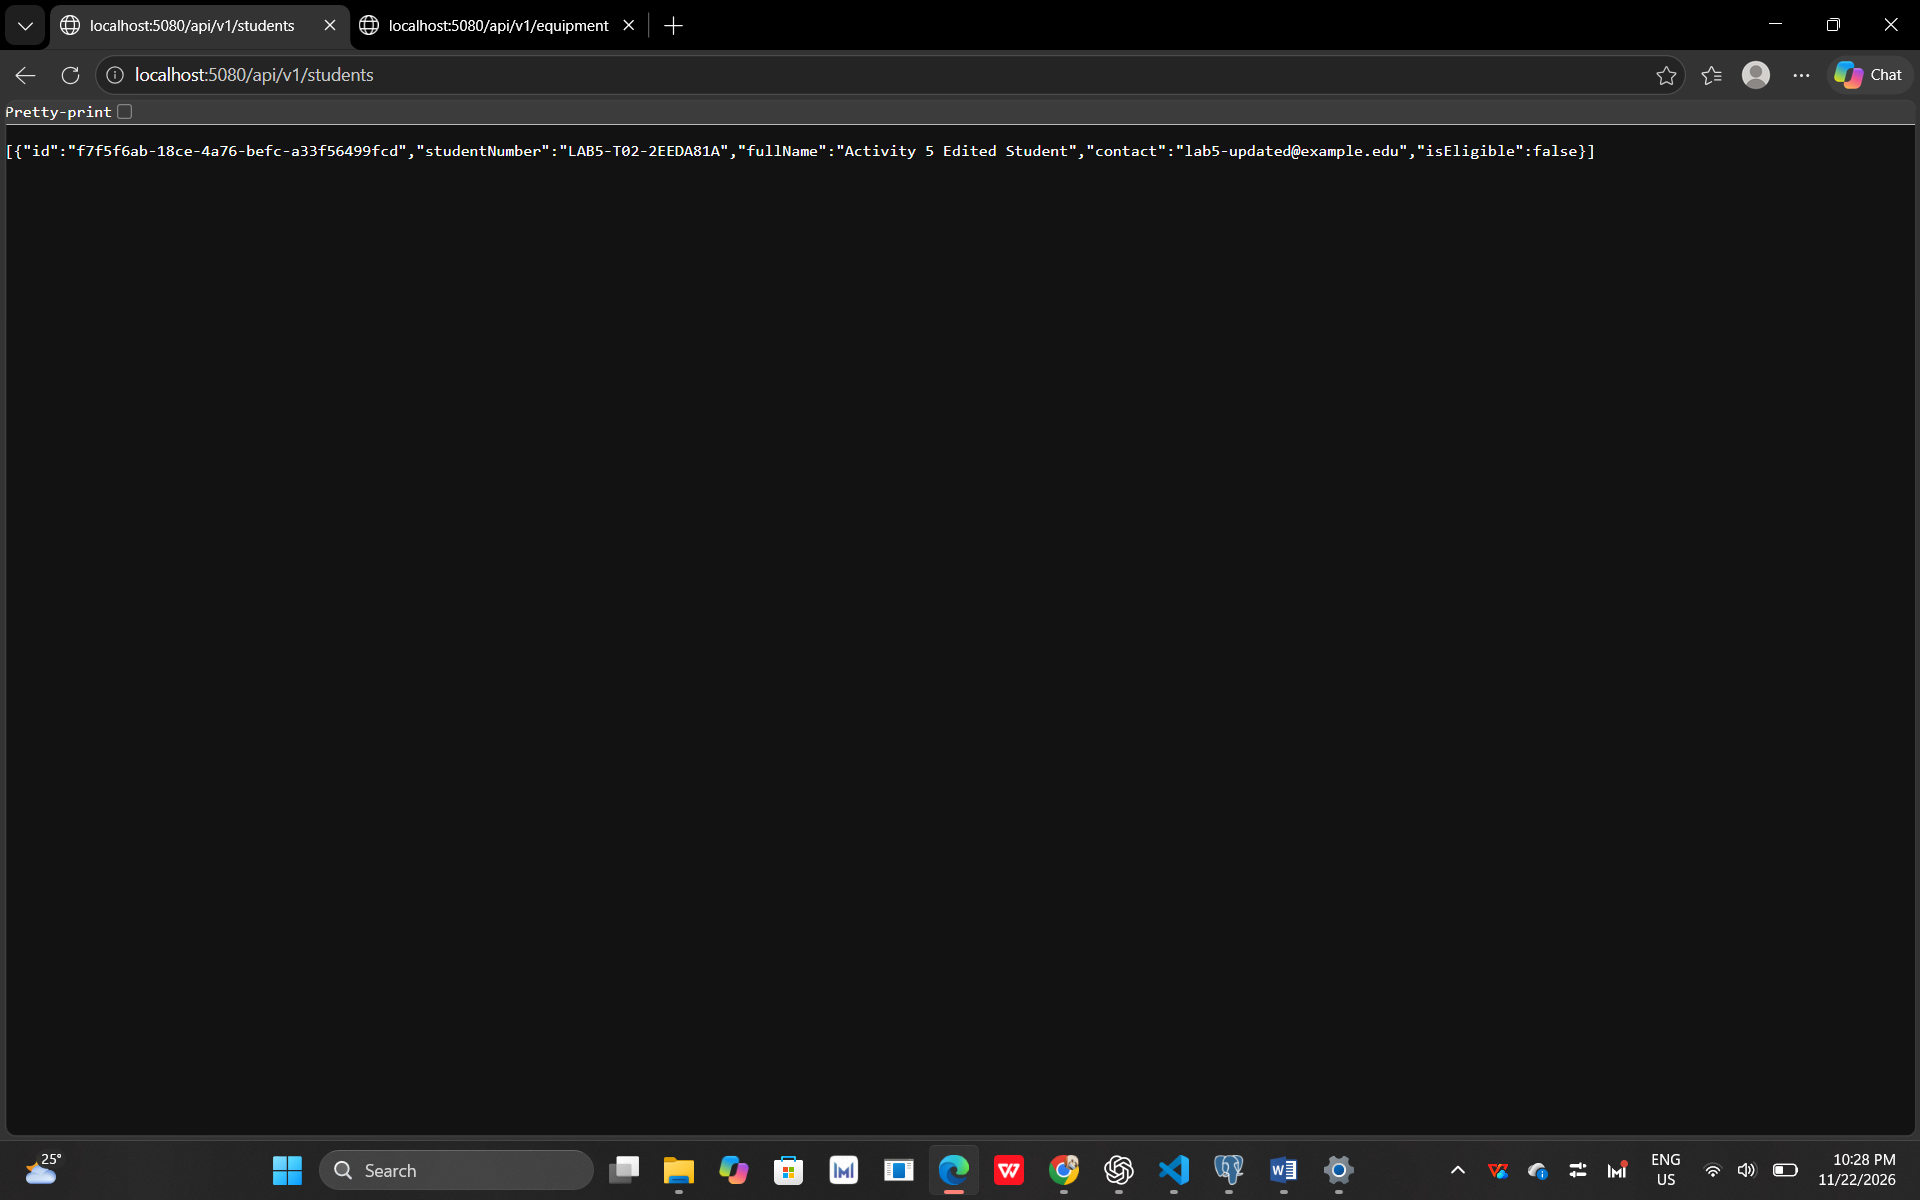 localhost:5080/api/v1/students
localhost:5080/api/v1/equipment
localhost:5080/api/v1/students
Chat
Pretty-print
[{"id":"f7f5f6ab-18ce-4a76-befc-a33f56499fcd","studentNumber":"LAB5-T02-2EEDA81A","fullName":"Activity 5 Edited Student","contact":"lab5-updated@example.edu","isEligible":false}]
25°
Search
ENG
US
10:28 PM
11/22/2026